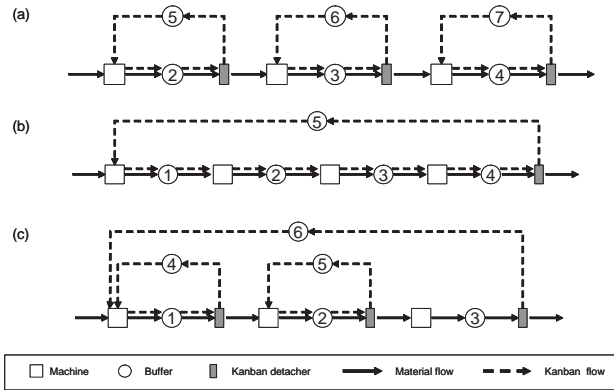 (a)
5 6 7
2 3 4
(b)
5
1 2 3 4
(c)
6
4 5
1 2 3
Machine Buffer Kanban detacher Material flow Kanban flow